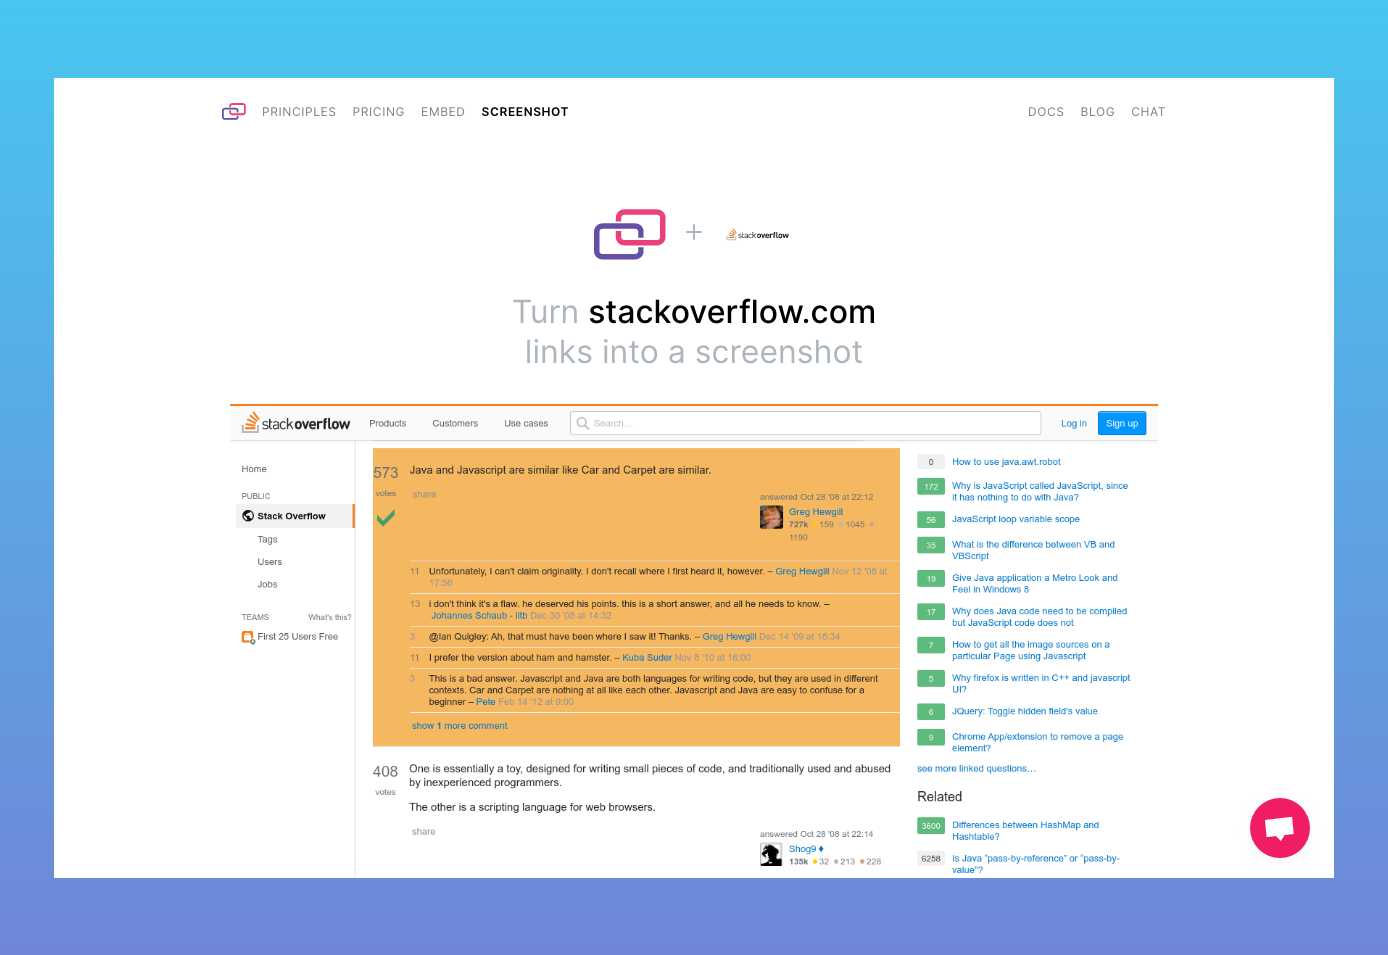 PRINCIPLES PRICING EMBED SCREENSHOT DOCS BLOG CHAT
+ stackoverflow
Turn stackoverflow.com
links into a screenshot
stackoverflow Products Customers Use cases Search… Log in Sign up
Home
PUBLIC
Stack Overflow
Tags
Users
Jobs
TEAMS What's this?
First 25 Users Free
573
votes
Java and Javascript are similar like Car and Carpet are similar.
share
answered Oct 28 '08 at 22:12
Greg Hewgill
727k 159 1045
1190
11 Unfortunately, I can't claim originality. I don't recall where I first heard it, however. – Greg Hewgill Nov 12 '08 at
17:56
13 i don't think it's a flaw. he deserved his points. this is a short answer, and all he needs to know. –
Johannes Schaub - litb Dec 30 '08 at 14:32
3 @Ian Quigley: Ah, that must have been where I saw it! Thanks. – Greg Hewgill Dec 14 '09 at 18:34
11 I prefer the version about ham and hamster. – Kuba Suder Nov 8 '10 at 16:00
3 This is a bad answer. Javascript and Java are both languages for writing code, but they are used in different
contexts. Car and Carpet are nothing at all like each other. Javascript and Java are easy to confuse for a
beginner – Pete Feb 14 '12 at 9:00
show 1 more comment
408
votes
One is essentially a toy, designed for writing small pieces of code, and traditionally used and abused
by inexperienced programmers.
The other is a scripting language for web browsers.
share
answered Oct 28 '08 at 22:14
Shog9 ♦
135k 32 213 228
0 How to use java.awt.robot
172 Why is JavaScript called JavaScript, since
it has nothing to do with Java?
56 JavaScript loop variable scope
35 What is the difference between VB and
VBScript
19 Give Java application a Metro Look and
Feel in Windows 8
17 Why does Java code need to be compiled
but JavaScript code does not
7 How to get all the image sources on a
particular Page using Javascript
5 Why firefox is written in C++ and javascript
UI?
6 JQuery: Toggle hidden field's value
9 Chrome App/extension to remove a page
element?
see more linked questions…
Related
3600 Differences between HashMap and
Hashtable?
6258 Is Java "pass-by-reference" or "pass-by-
value"?